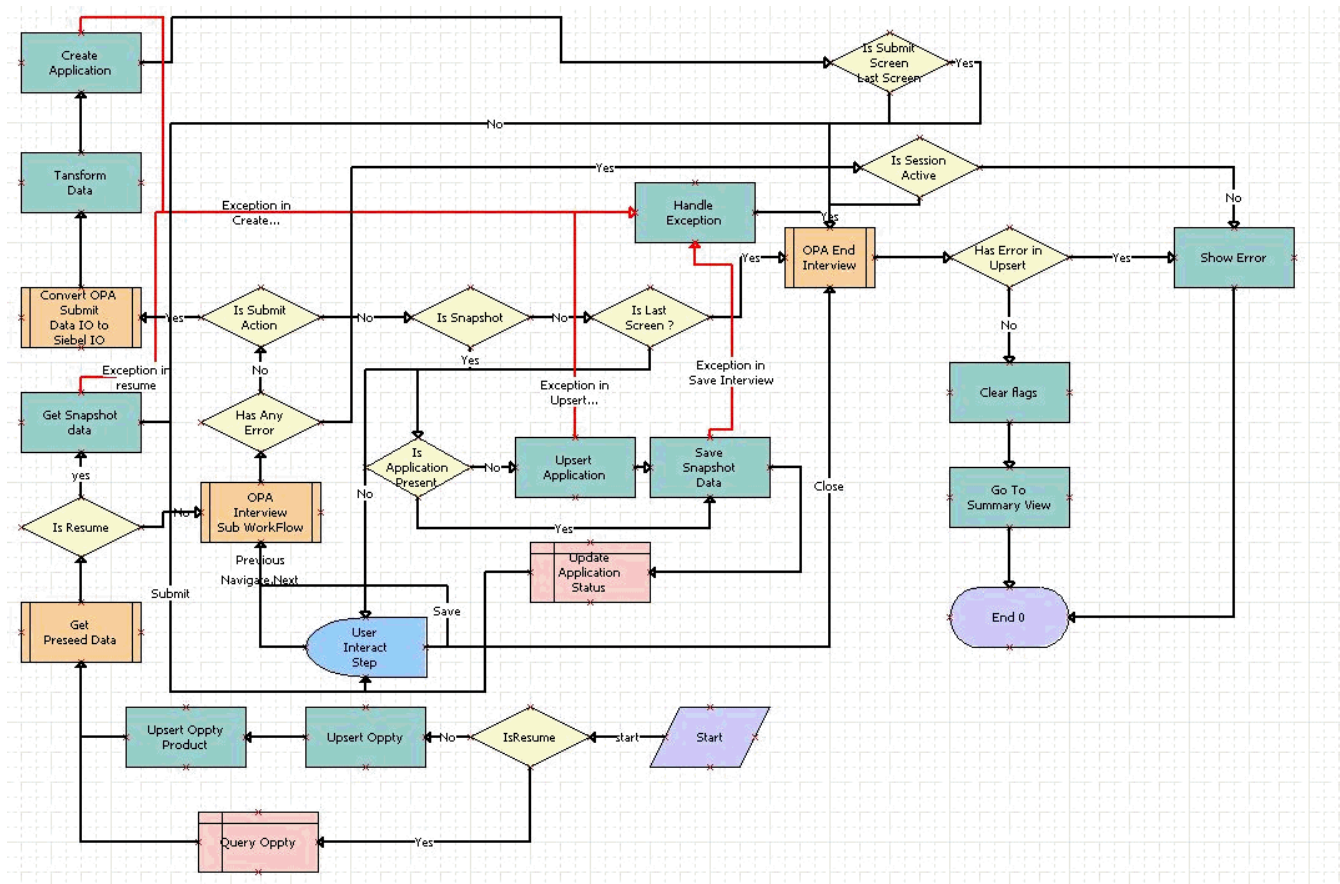 Create
Application
Is Submit
Screen
Last Screen
Yes
No
Tansform
Data
Yes
Is Session
Active
Exception in
Create...
Handle
Exception
Yes
No
OPA End
Interview
Has Error in
Upsert
Yes
Show Error
Yes
Convert OPA
Submit
Data IO to
Siebel IO
Yes
Is Submit
Action
No
Is Snapshot
No
Is Last
Screen ?
No
Yes
Exception in
resume
No
Exception in
Upsert...
Exception in
Save Interview
Get Snapshot
data
Has Any
Error
Clear flags
yes
Is
Application
Present
No
Upsert
Application
Save
Snapshot
Data
Close
No
Is Resume
No
OPA
Interview
Sub WorkFlow
Yes
Go To
Summary View
Previous
Navigate.Next
Update
Application
Status
Submit
Save
Get
Preseed Data
User
Interact
Step
End 0
Upsert Oppty
Product
Upsert Oppty
No
IsResume
start
Start
Query Oppty
Yes